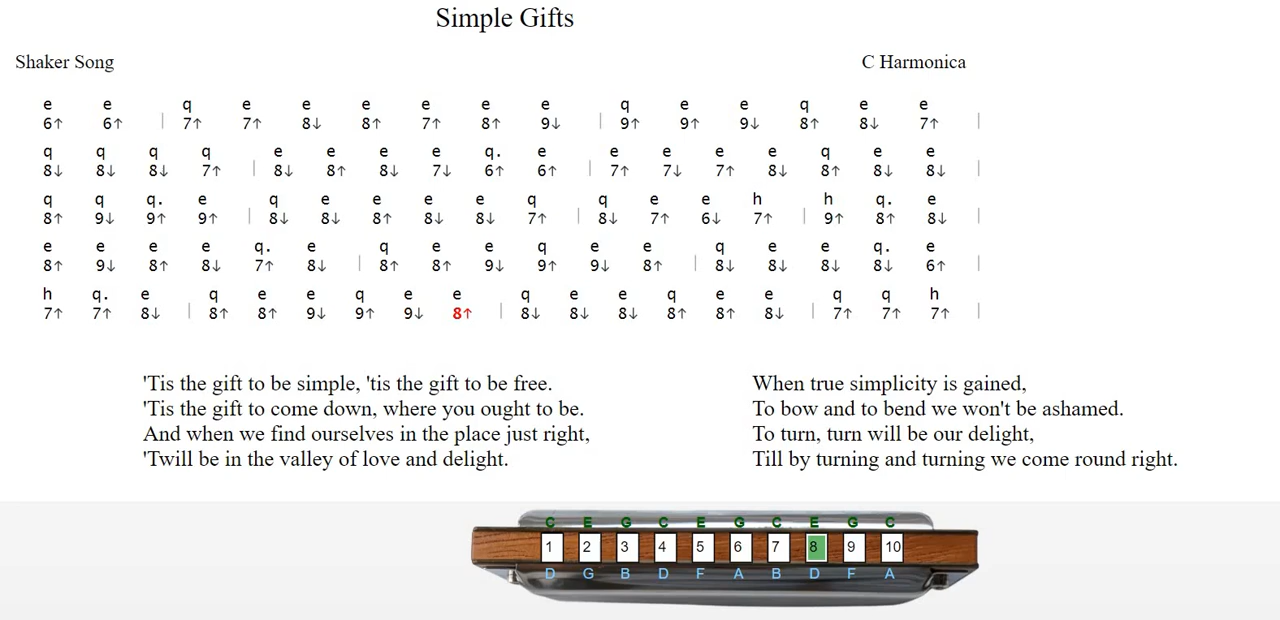 Simple Gifts
Shaker Song C Harmonica
e e q e e e e e e q e e q e e
6↑ 6↑ | 7↑ 7↑ 8↓ 8↑ 7↑ 8↑ 9↓ | 9↑ 9↑ 9↓ 8↑ 8↓ 7↑ |
q q q q e e e e q. e e e e e q e e
8↓ 8↓ 8↓ 7↑ | 8↓ 8↑ 8↓ 7↓ 6↑ 6↑ | 7↑ 7↓ 7↑ 8↓ 8↑ 8↓ 8↓ |
q q q. e q e e e e q q e e h h q. e
8↑ 9↓ 9↑ 9↑ | 8↓ 8↓ 8↑ 8↓ 8↓ 7↑ | 8↓ 7↑ 6↓ 7↑ | 9↑ 8↑ 8↓ |
e e e e q. e q e e q e e q e e q. e
8↑ 9↓ 8↑ 8↓ 7↑ 8↓ | 8↑ 8↑ 9↓ 9↑ 9↓ 8↑ | 8↓ 8↓ 8↓ 8↓ 6↑ |
h q. e q e e q e e q e e q e e q q h
7↑ 7↑ 8↓ | 8↑ 8↑ 9↓ 9↑ 9↓ 8↑ | 8↓ 8↓ 8↓ 8↑ 8↑ 8↓ | 7↑ 7↑ 7↑ |
'Tis the gift to be simple, 'tis the gift to be free.
'Tis the gift to come down, where you ought to be.
And when we find ourselves in the place just right,
'Twill be in the valley of love and delight.
When true simplicity is gained,
To bow and to bend we won't be ashamed.
To turn, turn will be our delight,
Till by turning and turning we come round right.
C E G C E G C E G C
1 2 3 4 5 6 7 8 9 10
D G B D F A B D F A